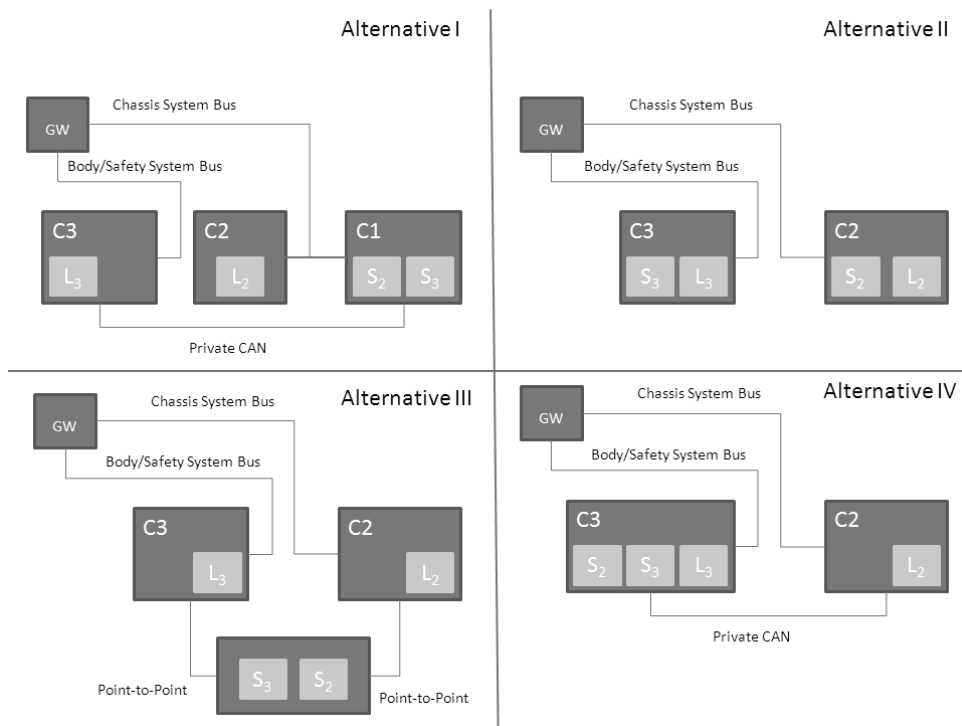 Alternative I
Chassis System Bus
GW
Body/Safety System Bus
C3
C2
C1
L₃
L₂
S₂
S₃
Private CAN
Alternative II
Chassis System Bus
GW
Body/Safety System Bus
C3
C2
S₃
L₃
S₂
L₂
Alternative III
Chassis System Bus
GW
Body/Safety System Bus
C3
C2
L₃
L₂
S₃
S₂
Point-to-Point
Point-to-Point
Alternative IV
Chassis System Bus
GW
Body/Safety System Bus
C3
C2
S₂
S₃
L₃
L₂
Private CAN